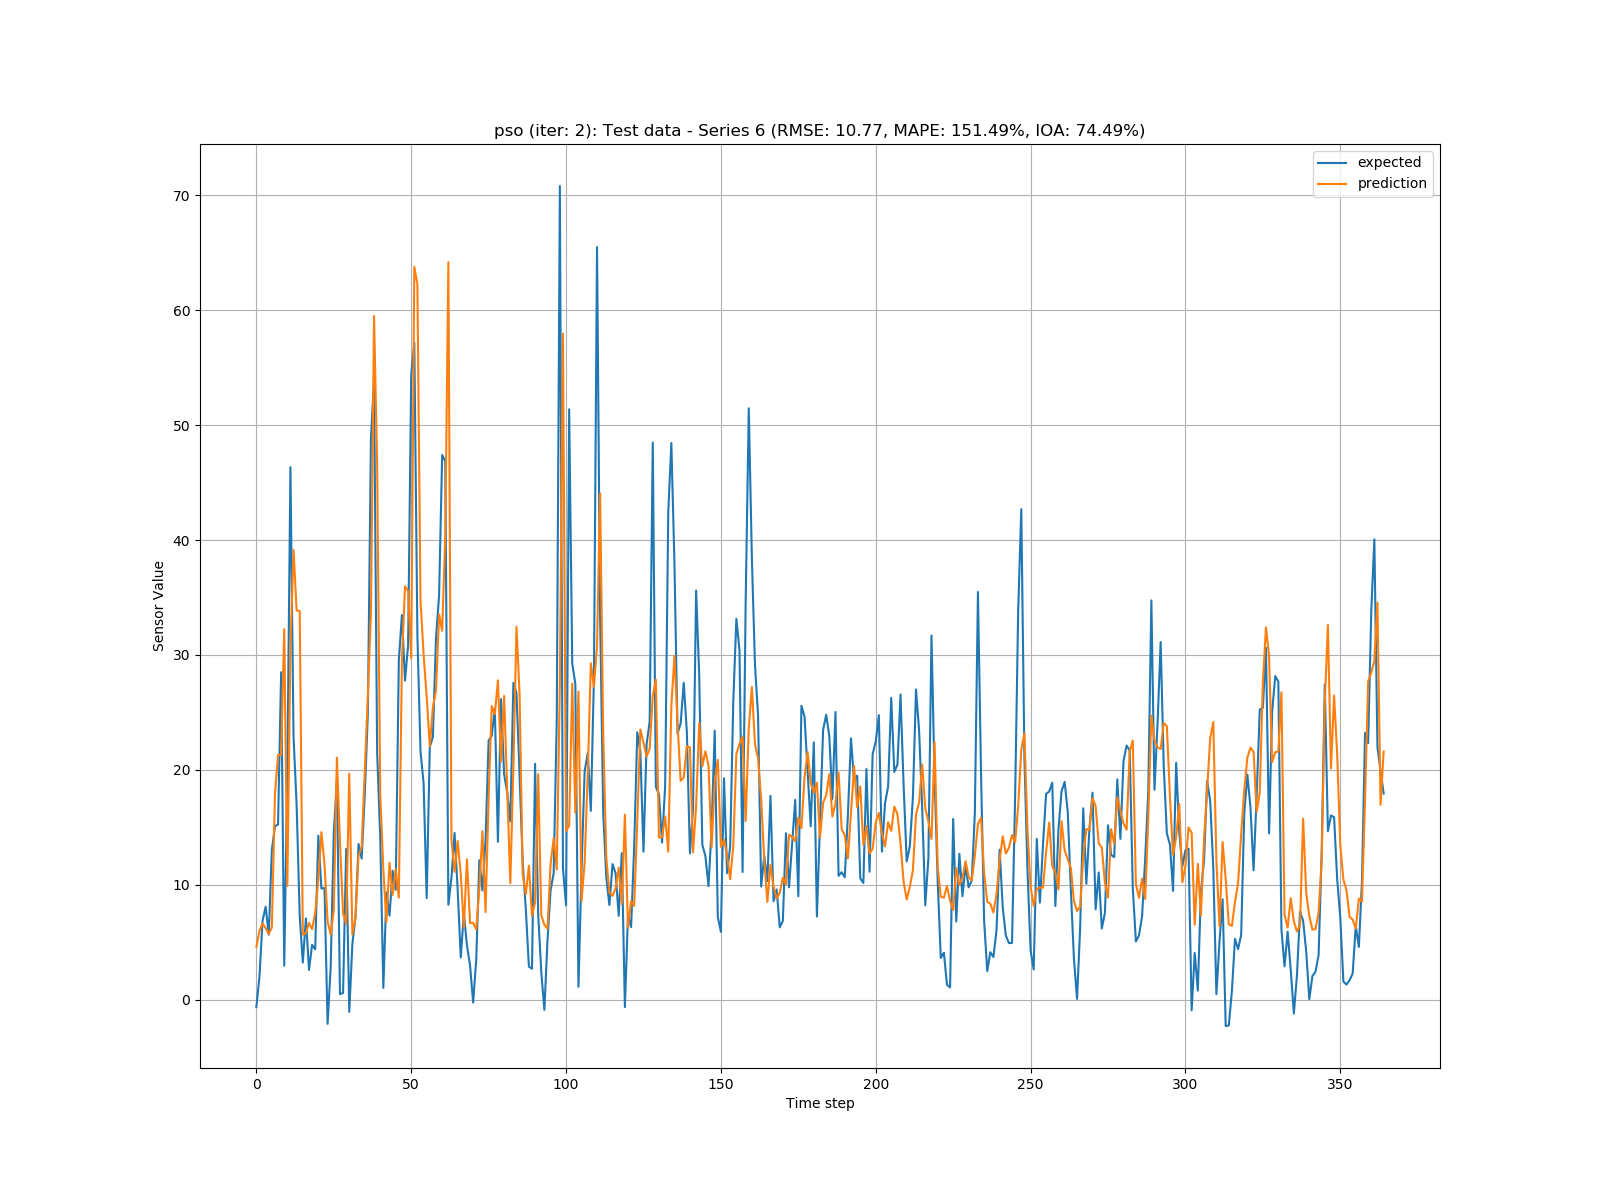 pso (iter: 2): Test data - Series 6 (RMSE: 10.77, MAPE: 151.49%, IOA: 74.49%)
expected
prediction
70
60
50
40
30
20
10
0
Sensor Value
0 50 100 150 200 250 300 350
Time step